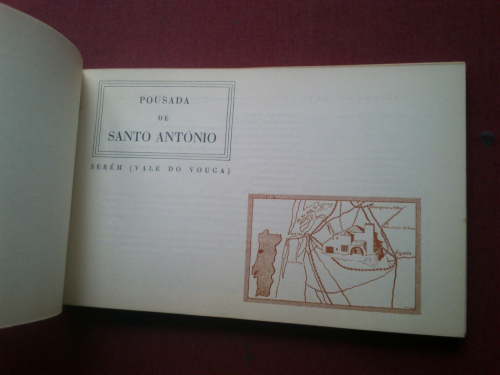 POUSADA
DE
SANTO ANTÓNIO
SERÉM (VALE DO VOUGA)